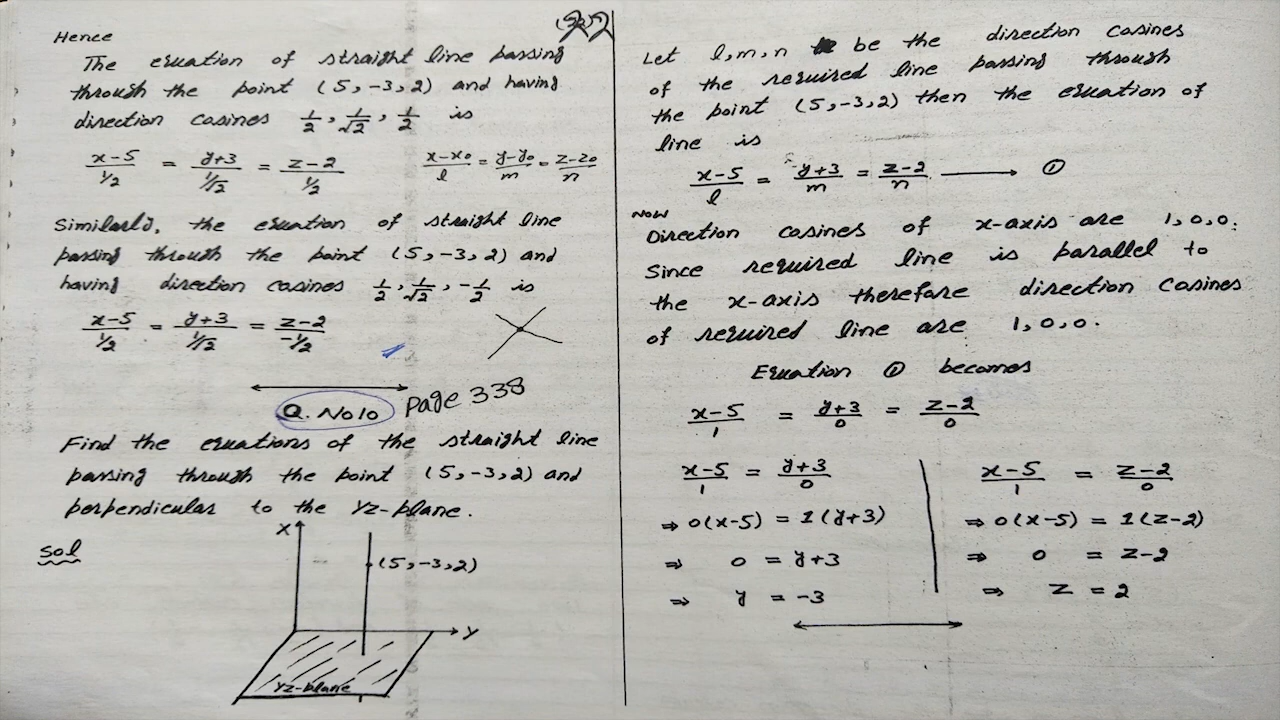 Hence
The equation of straight line passing
through the point (5,-3,2) and having
direction cosines 1/2, 1/√2, 1/2 is
x-5/1/2 = y+3/1/√2 = z-2/1/2 x-x0/l = y-y0/m = z-z0/n
Similarly, the equation of straight line
passing through the point (5,-3,2) and
having direction cosines 1/2, 1/√2, -1/2 is
x-5/1/2 = y+3/1/√2 = z-2/-1/2
Q. No10 Page 338
Find the equations of the straight line
passing through the point (5,-3,2) and
perpendicular to the YZ-plane.
Sol
X
(5,-3,2)
Y
YZ-plane
Let l,m,n be the direction cosines
of the required line passing through
the point (5,-3,2) then the equation of
line is
x-5/l = y+3/m = z-2/n → ①
Now
Direction cosines of x-axis are 1,0,0.
Since required line is parallel to
the x-axis therefore direction cosines
of required line are 1,0,0.
Equation ① becomes
x-5/1 = y+3/0 = z-2/0
x-5/1 = y+3/0
⇒ 0(x-5) = 1(y+3)
⇒ 0 = y+3
⇒ y = -3
x-5/1 = z-2/0
⇒ 0(x-5) = 1(z-2)
⇒ 0 = z-2
⇒ z = 2